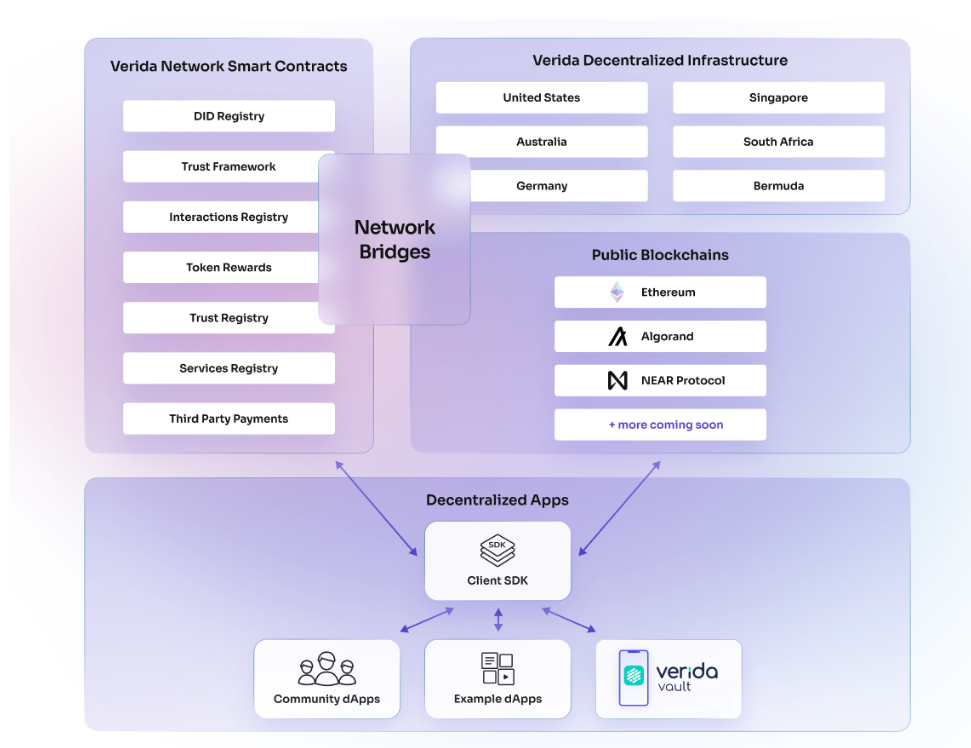 Verida Network Smart Contracts
DID Registry
Trust Framework
Interactions Registry
Token Rewards
Trust Registry
Services Registry
Third Party Payments
Network
Bridges
Verida Decentralized Infrastructure
United States
Singapore
Australia
South Africa
Germany
Bermuda
Public Blockchains
Ethereum
Algorand
NEAR Protocol
+ more coming soon
Decentralized Apps
SDK
Client SDK
Community dApps
Example dApps
verida
vault